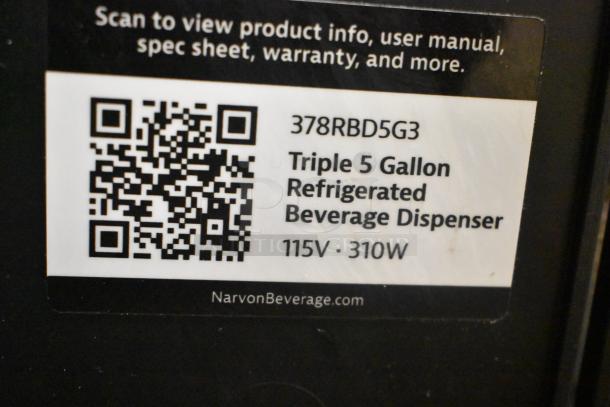 Scan to view product info, user manual,
spec sheet, warranty, and more.
378RBD5G3
Triple 5 Gallon
Refrigerated
Beverage Dispenser
115V · 310W
NarvonBeverage.com